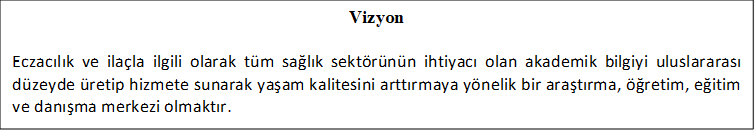 Vizyon
Eczacılık ve ilaçla ilgili olarak tüm sağlık sektörünün ihtiyacı olan akademik bilgiyi uluslararası
düzeyde üretip hizmete sunarak yaşam kalitesini arttırmaya yönelik bir araştırma, öğretim, eğitim
ve danışma merkezi olmaktır.